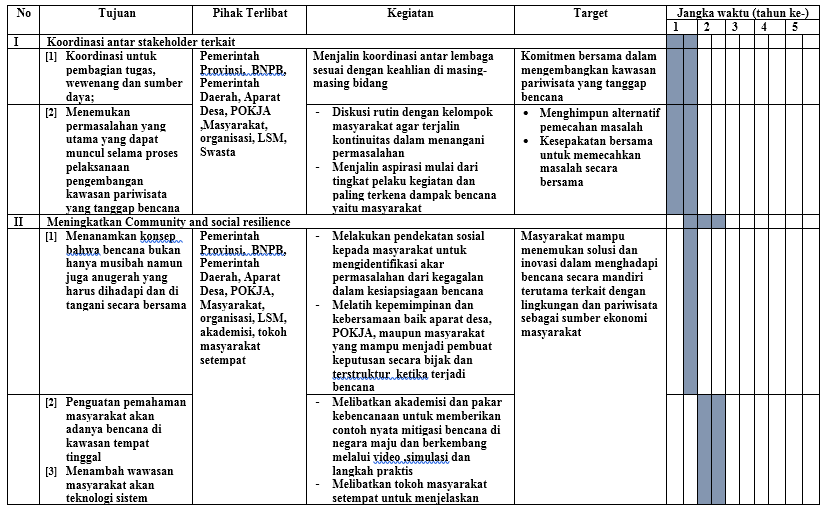 No Tujuan Pihak Terlibat Kegiatan Target Jangka waktu (tahun ke-)
1 2 3 4 5
I Koordinasi antar stakeholder terkait
[1] Koordinasi untuk
pembagian tugas,
wewenang dan sumber
daya;
Pemerintah
Provinsi, BNPB,
Pemerintah
Daerah, Aparat
Desa, POKJA
,Masyarakat,
organisasi, LSM,
Swasta
Menjalin koordinasi antar lembaga
sesuai dengan keahlian di masing-
masing bidang
Komitmen bersama dalam
mengembangkan kawasan
pariwisata yang tanggap
bencana
[2] Menemukan
permasalahan yang
utama yang dapat
muncul selama proses
pelaksanaan
pengembangan
kawasan pariwisata
yang tanggap bencana
- Diskusi rutin dengan kelompok
masyarakat agar terjalin
kontinuitas dalam menangani
permasalahan
- Menjalin aspirasi mulai dari
tingkat pelaku kegiatan dan
paling terkena dampak bencana
yaitu masyarakat
• Menghimpun alternatif
pemecahan masalah
• Kesepakatan bersama
untuk memecahkan
masalah secara
bersama
II Meningkatkan Community and social resilience
[1] Menanamkan konsep
bahwa bencana bukan
hanya musibah namun
juga anugerah yang
harus dihadapi dan di
tangani secara bersama
Pemerintah
Provinsi, BNPB,
Pemerintah
Daerah, Aparat
Desa, POKJA,
Masyarakat,
organisasi, LSM,
akademisi, tokoh
masyarakat
setempat
- Melakukan pendekatan sosial
kepada masyarakat untuk
mengidentifikasi akar
permasalahan dari kegagalan
dalam kesiapsiagaan bencana
- Melatih kepemimpinan dan
kebersamaan baik aparat desa,
POKJA, maupun masyarakat
yang mampu menjadi pembuat
keputusan secara bijak dan
terstruktur ketika terjadi
bencana
Masyarakat mampu
menemukan solusi dan
inovasi dalam menghadapi
bencana secara mandiri
terutama terkait dengan
lingkungan dan pariwisata
sebagai sumber ekonomi
masyarakat
[2] Penguatan pemahaman
masyarakat akan
adanya bencana di
kawasan tempat
tinggal
[3] Menambah wawasan
masyarakat akan
teknologi sistem
- Melibatkan akademisi dan pakar
kebencanaan untuk memberikan
contoh nyata mitigasi bencana di
negara maju dan berkembang
melalui video ,simulasi dan
langkah praktis
- Melibatkan tokoh masyarakat
setempat untuk menjelaskan